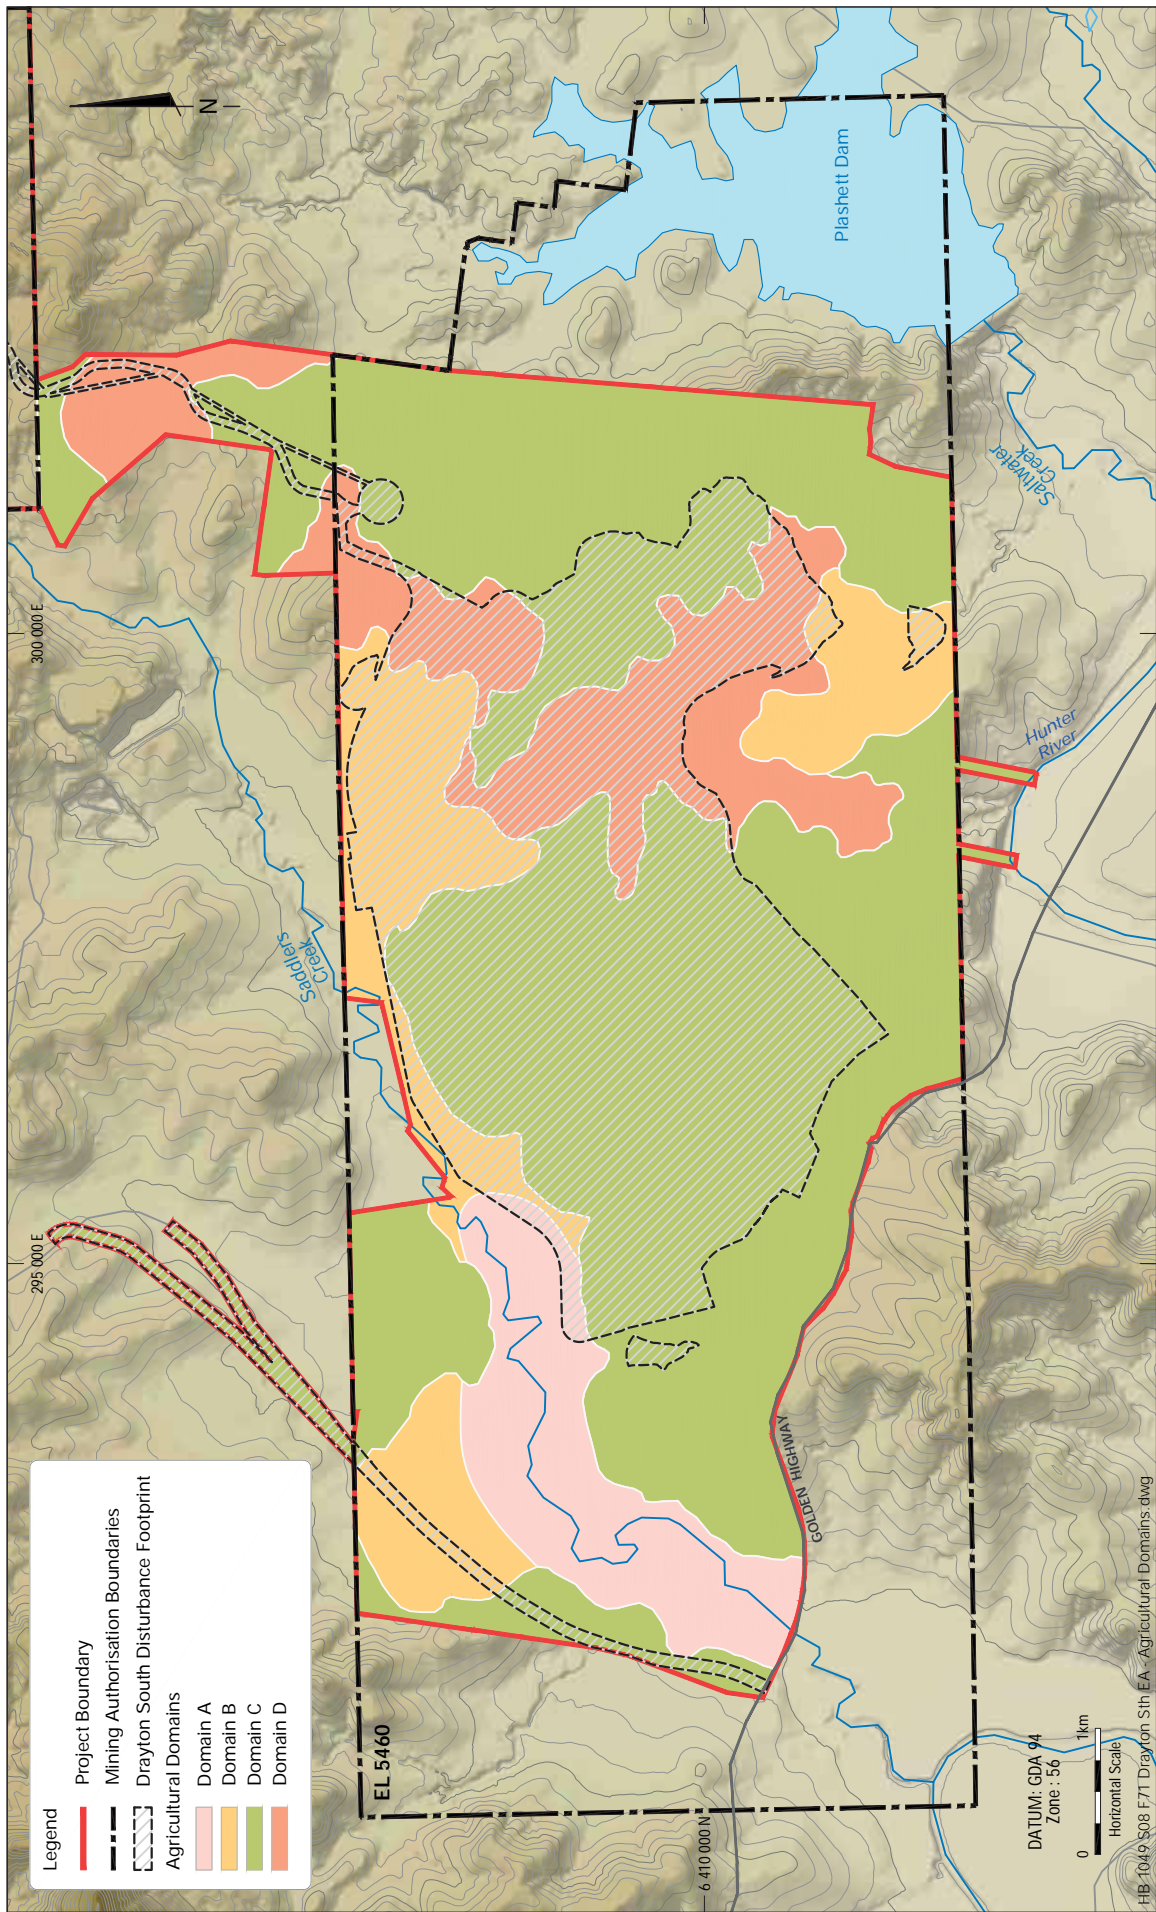 Legend
Project Boundary
Mining Authorisation Boundaries
Drayton South Disturbance Footprint
Agricultural Domains
Domain A
Domain B
Domain C
Domain D
295 000 E
300 000 E
N
Saddlers
Creek
EL 5460
Plashett Dam
6 410 000 N
GOLDEN HIGHWAY
Hunter
River
Saltwater
Creek
DATUM: GDA 94
Zone : 56
0
1km
Horizontal Scale
HB 1049 S08 F71 Drayton Sth EA - Agricultural Domains.dwg